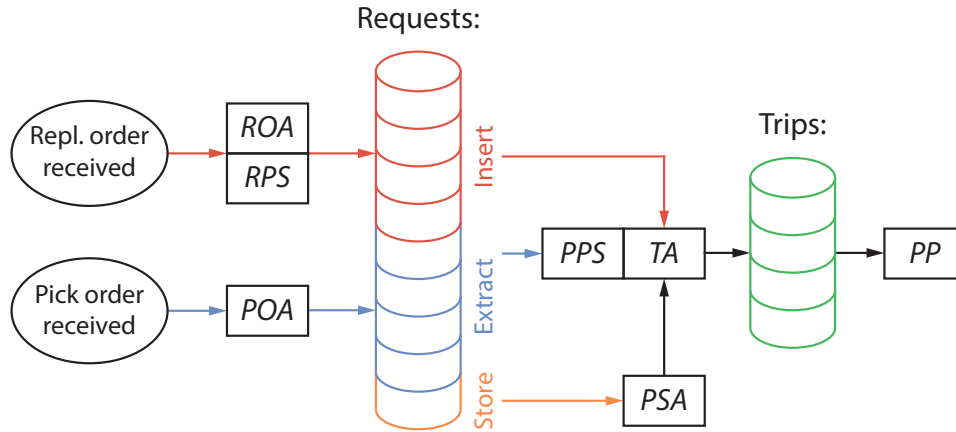 Requests:
Repl. order
received
ROA
RPS
Insert
Trips:
PPS
TA
PP
Pick order
received
POA
Extract
Store
PSA